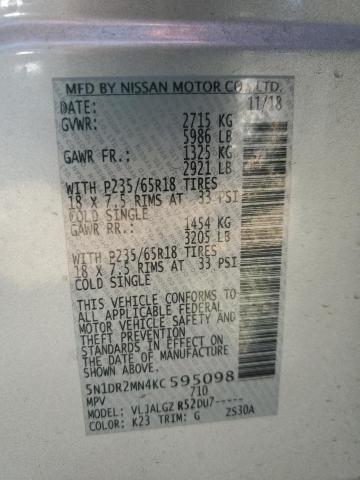 MFD BY NISSAN MOTOR CO., LTD.
DATE: 11/18
GVWR: 2715 KG
5986 LB
GAWR FR.: 1325 KG
2921 LB
WITH P235/65R18 TIRES
18 X 7.5 RIMS AT 33 PSI
COLD SINGLE
GAWR RR.: 1454 KG
3205 LB
WITH P235/65R18 TIRES
18 X 7.5 RIMS AT 33 PSI
COLD SINGLE
THIS VEHICLE CONFORMS TO
ALL APPLICABLE FEDERAL
MOTOR VEHICLE SAFETY AND
THEFT PREVENTION
STANDARDS IN EFFECT ON
THE DATE OF MANUFACTURE
SHOWN ABOVE.
5N1DR2MN4KC595098
MPV 710
MODEL: VLJALGZ R52DU7-----
COLOR: K23 TRIM: G ZS30A